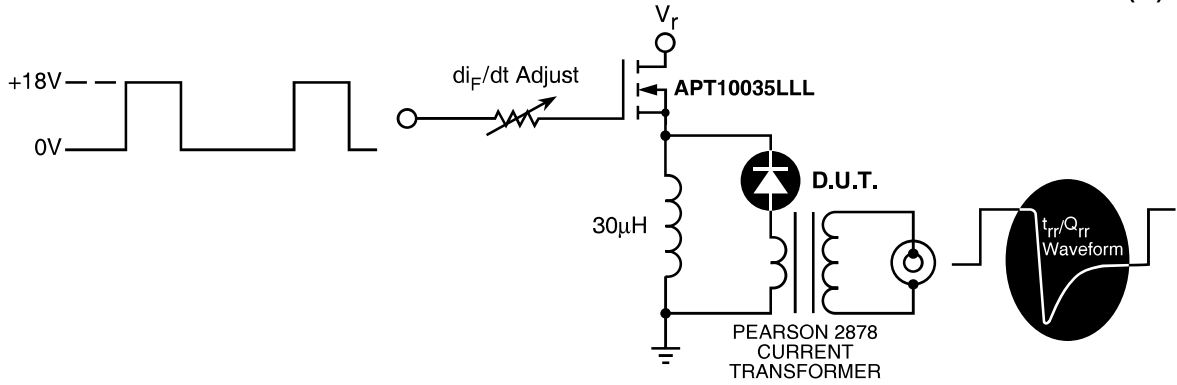 V_r
+18V
di_F/dt Adjust
APT10035LLL
0V
D.U.T.
30μH
t_rr/Q_rr
Waveform
PEARSON 2878
CURRENT
TRANSFORMER